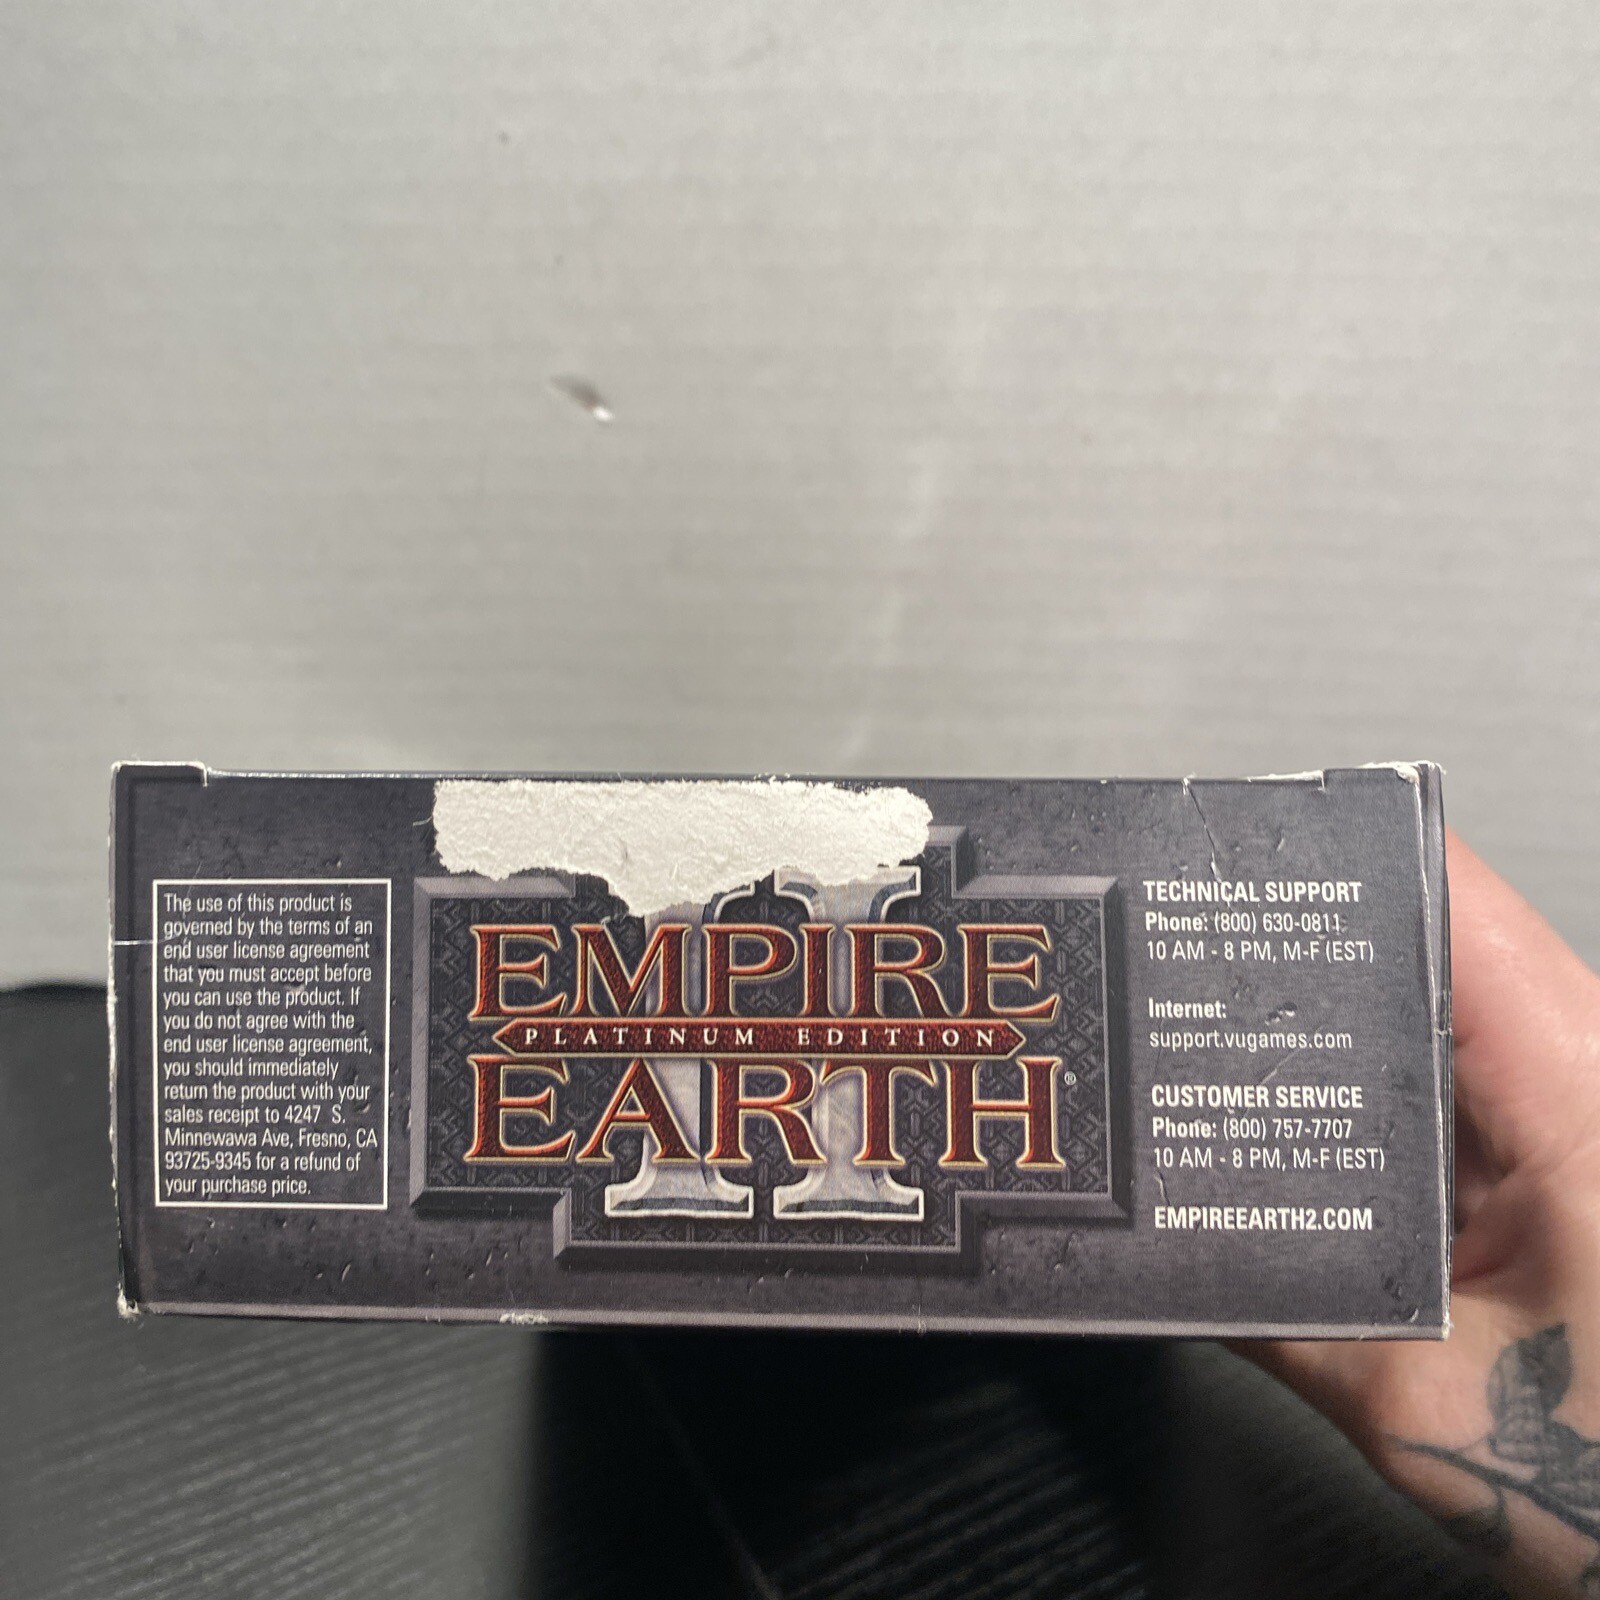 The use of this product is
governed by the terms of an
end user license agreement
that you must accept before
you can use the product. If
you do not agree with the
end user license agreement,
you should immediately
return the product with your
sales receipt to 4247 S.
Minnewawa Ave, Fresno, CA
93725-9345 for a refund of
your purchase price.
II
EMPIRE
PLATINUM EDITION
EARTH®
TECHNICAL SUPPORT
Phone: (800) 630-0811
10 AM - 8 PM, M-F (EST)
Internet:
support.vugames.com
CUSTOMER SERVICE
Phone: (800) 757-7707
10 AM - 8 PM, M-F (EST)
EMPIREEARTH2.COM